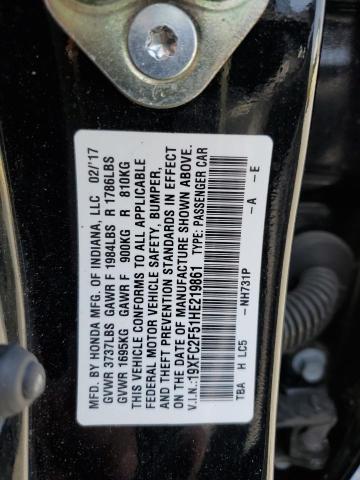 MFD. BY HONDA MFG. OF INDIANA, LLC 02/'17
GVWR 3737LBS GAWR F 1984LBS R 1786LBS
GVWR 1695KG GAWR F 900KG R 810KG
THIS VEHICLE CONFORMS TO ALL APPLICABLE
FEDERAL MOTOR VEHICLE SAFETY, BUMPER,
AND THEFT PREVENTION STANDARDS IN EFFECT
ON THE DATE OF MANUFACTURE SHOWN ABOVE.
V.I.N.:19XFC2F51HE219861 TYPE: PASSENGER CAR
TBA H LC5 -NH731P -A -E